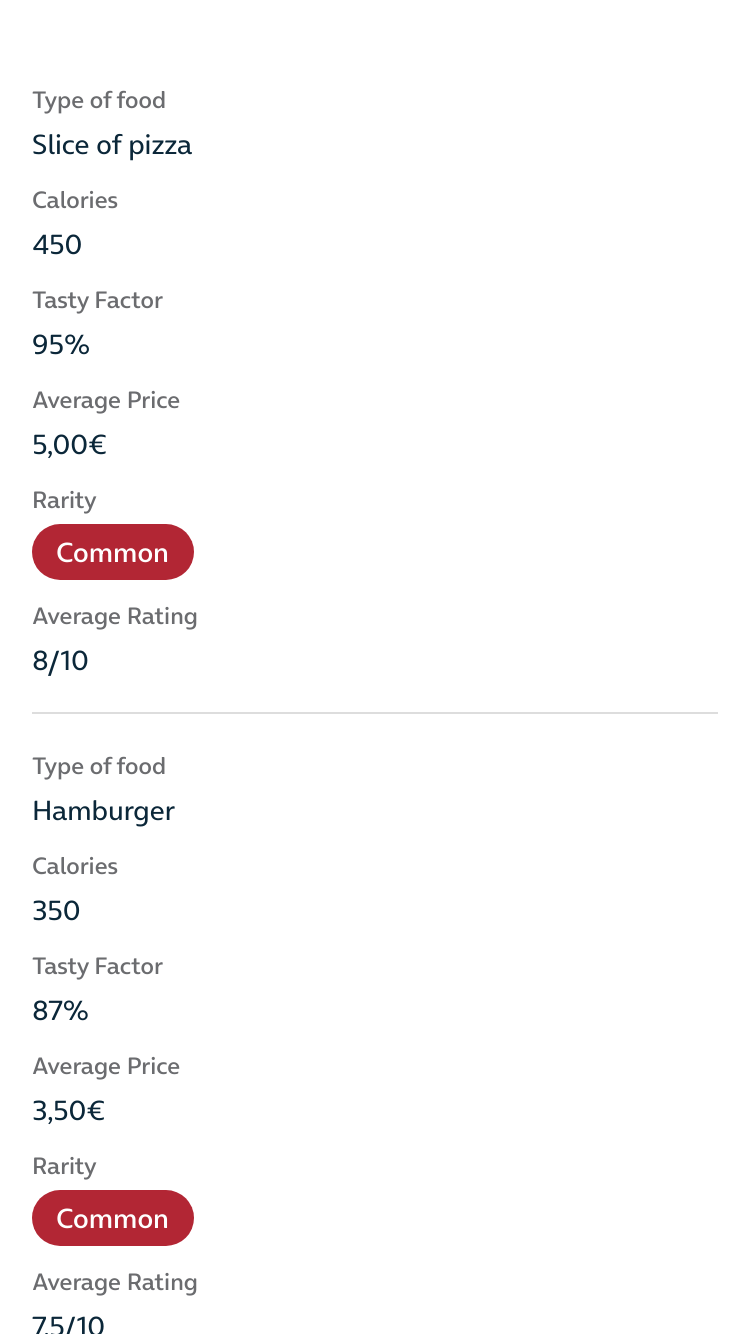 Type of food
Slice of pizza
Calories
450
Tasty Factor
95%
Average Price
5,00€
Rarity
Common
Average Rating
8/10
Type of food
Hamburger
Calories
350
Tasty Factor
87%
Average Price
3,50€
Rarity
Common
Average Rating
7,5/10